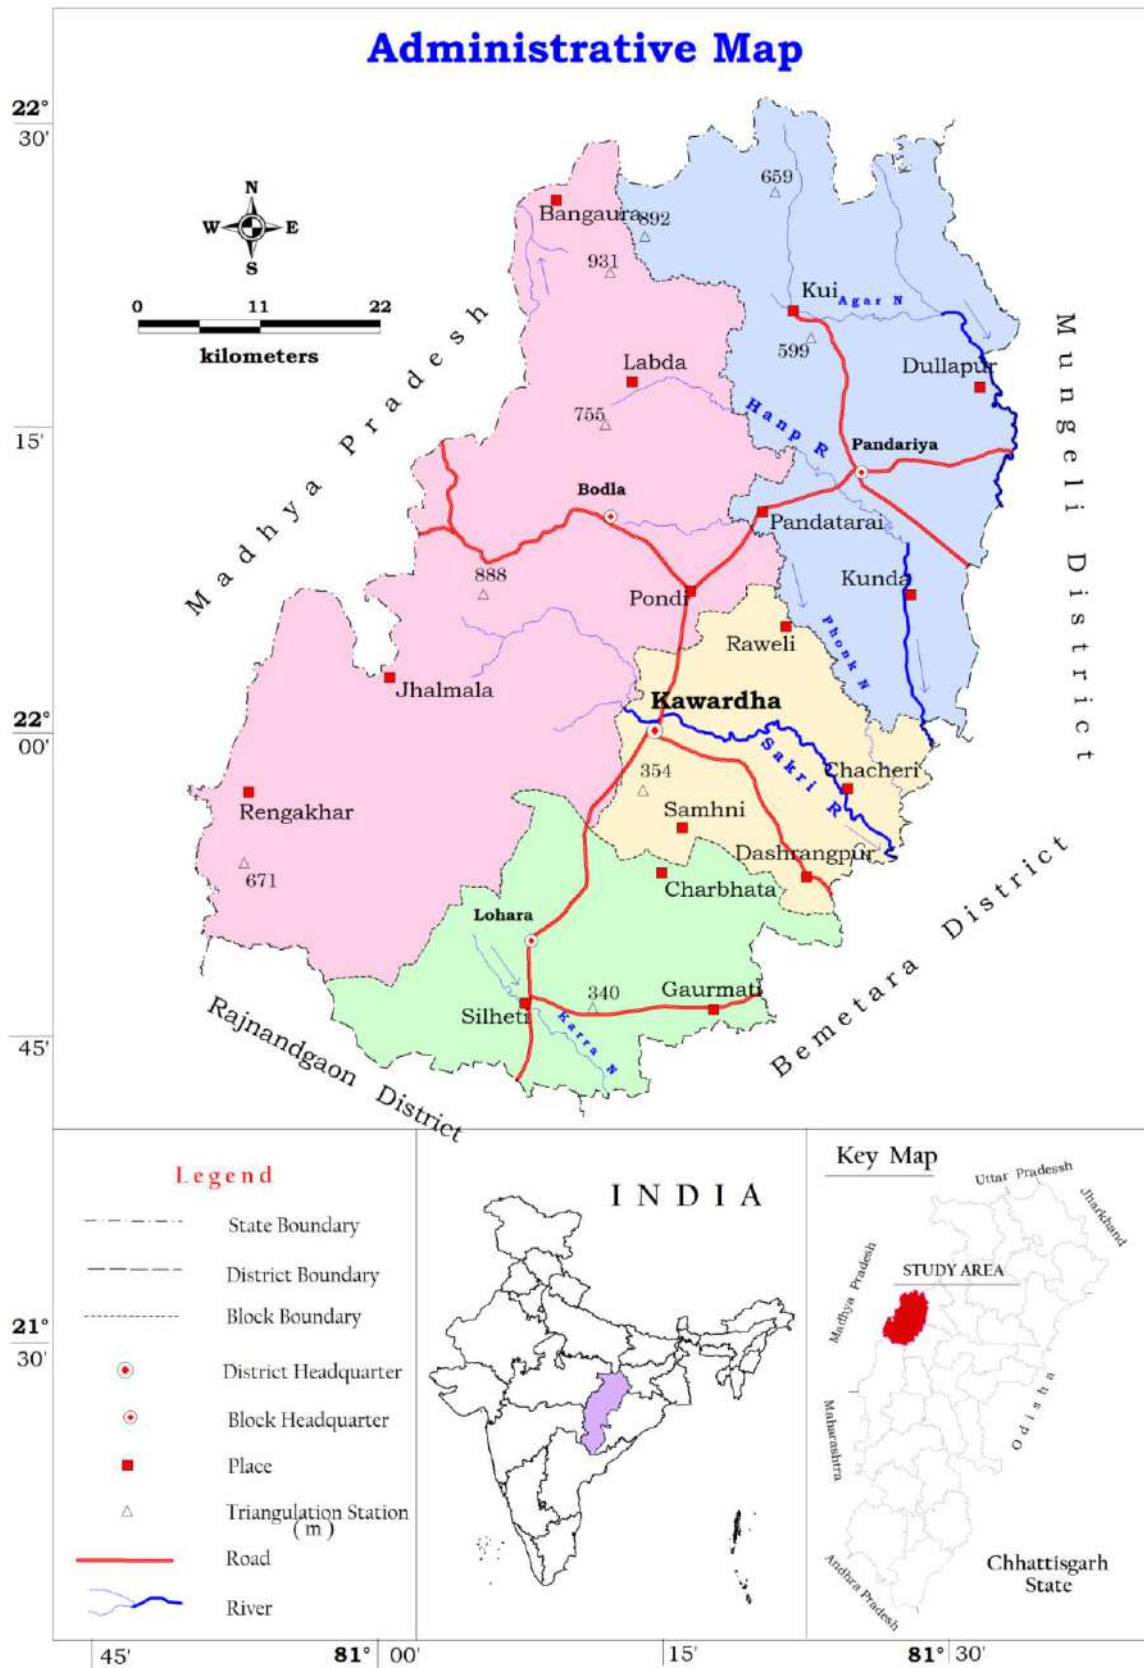 Administrative Map
22°
30'
N
W E
S
0 11 22
kilometers
659
Bangaura
892
931
Kui
Agar N
599
Labda
Dullapur
755
Hanp R
15'
Pandariya
Bodla
Pandatarai
888
Kunda
Pondi
Raweli
Phonk N
Jhalmala
Kawardha
22°
00'
Sakri R
354
Chacheri
Rengakhar
Samhni
Dashrangpur
671
Charbhata
Lohara
340
Gaurmati
Silheti
Karra N
45'
Madhya Pradesh
Mungeli District
Bemetara District
Rajnandgaon District
Legend
State Boundary
District Boundary
Block Boundary
District Headquarter
Block Headquarter
Place
Triangulation Station
(m)
Road
River
21°
30'
INDIA
Key Map
Uttar Pradessh
Jharkhand
Madhya Pradesh
STUDY AREA
Odisha
Maharashtra
Andhra Pradesh
Chhattisgarh
State
45' 81° 00' 15' 81° 30'